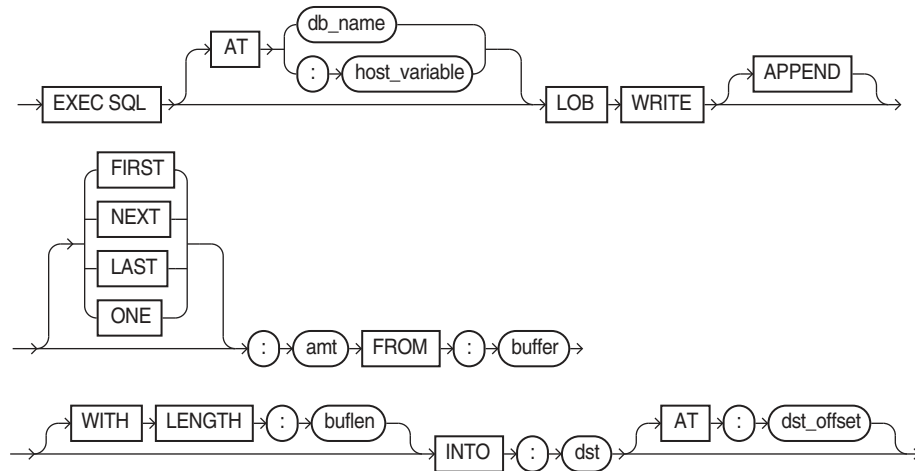 db_name
AT : host_variable
EXEC SQL LOB WRITE APPEND
FIRST
NEXT
LAST
ONE
: amt FROM : buffer
WITH LENGTH : buflen INTO : dst AT : dst_offset